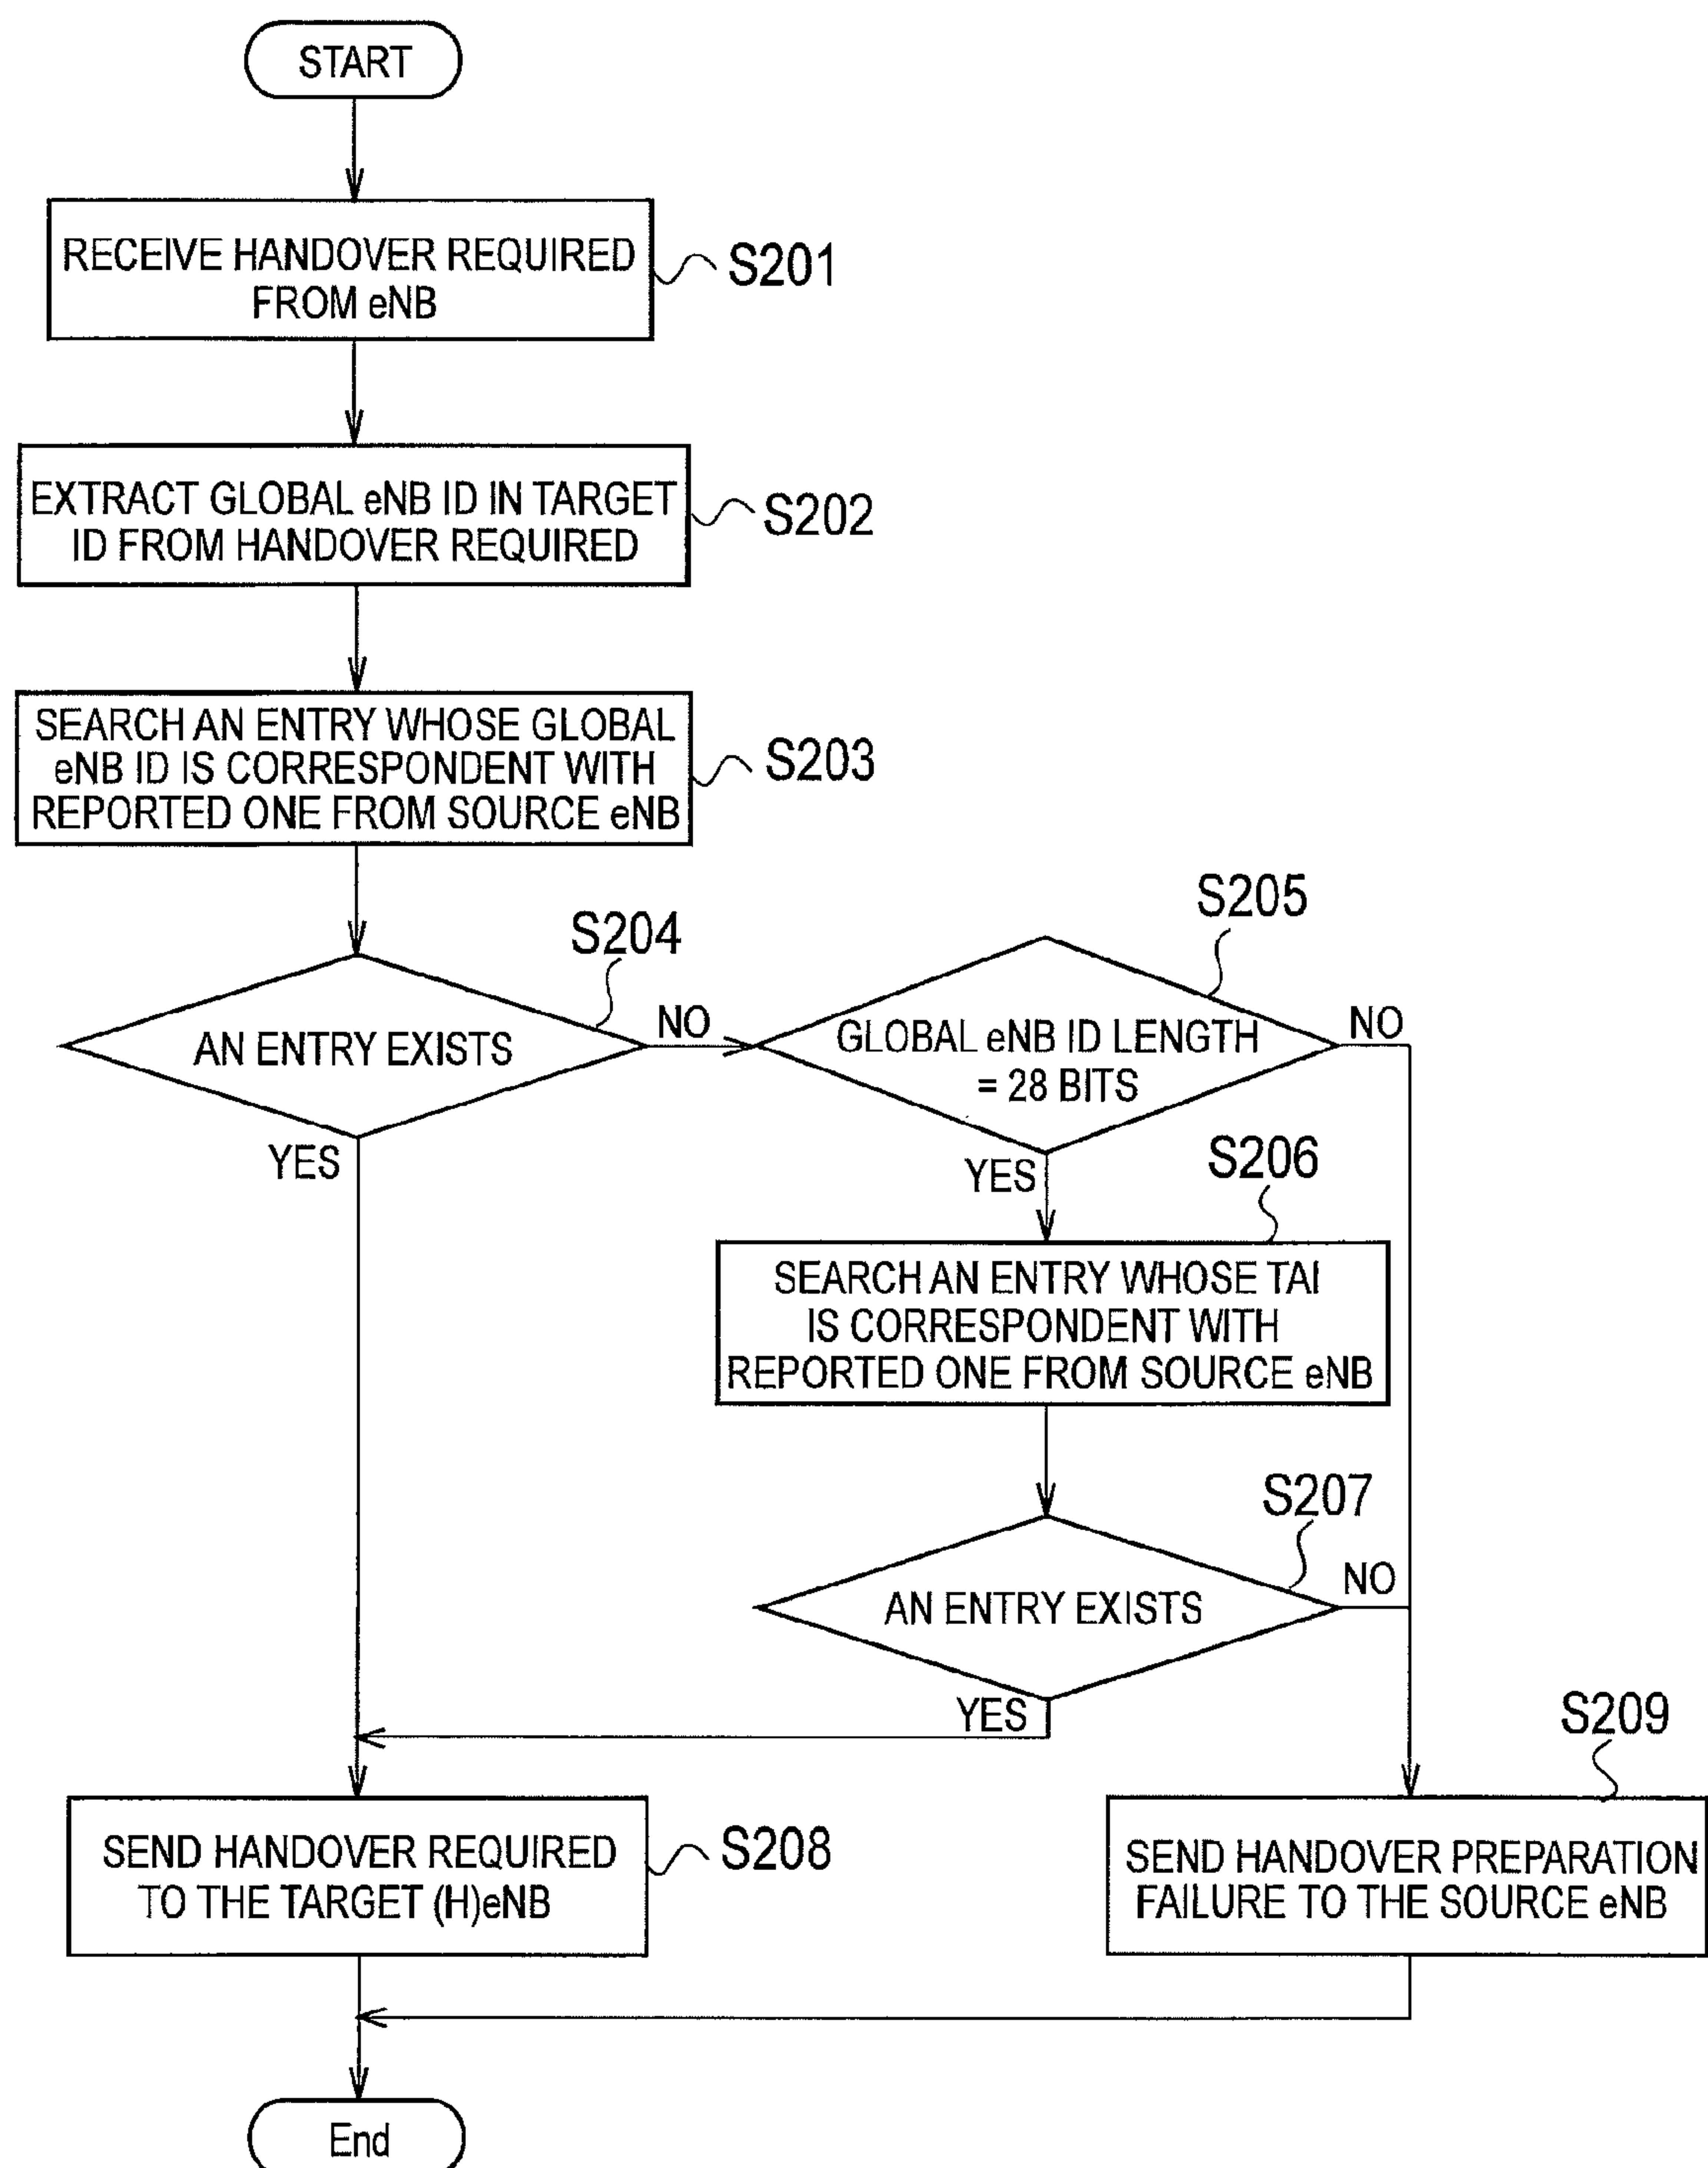 START
RECEIVE HANDOVER REQUIRED
FROM eNB
S201
EXTRACT GLOBAL eNB ID IN TARGET
ID FROM HANDOVER REQUIRED
S202
SEARCH AN ENTRY WHOSE GLOBAL
eNB ID IS CORRESPONDENT WITH
REPORTED ONE FROM SOURCE eNB
S203
S204
AN ENTRY EXISTS
NO
YES
S205
GLOBAL eNB ID LENGTH
= 28 BITS
NO
YES
S206
SEARCH AN ENTRY WHOSE TAI
IS CORRESPONDENT WITH
REPORTED ONE FROM SOURCE eNB
S207
AN ENTRY EXISTS
NO
YES
SEND HANDOVER REQUIRED
TO THE TARGET (H)eNB
S208
S209
SEND HANDOVER PREPARATION
FAILURE TO THE SOURCE eNB
End